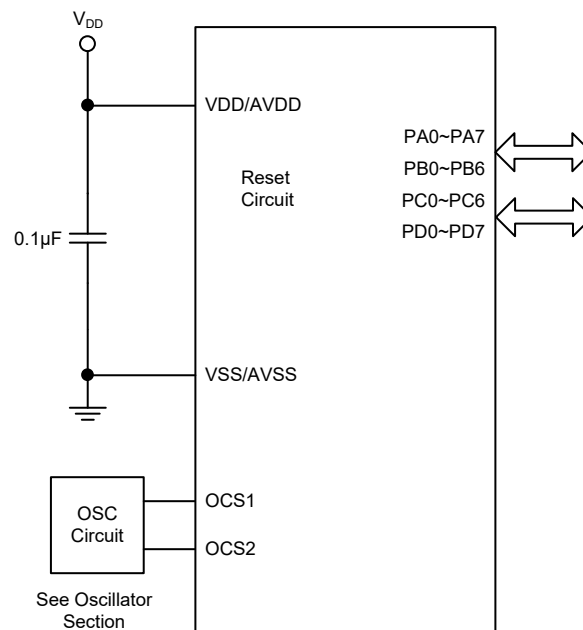 VDD
VDD/AVDD
PA0~PA7
PB0~PB6
PC0~PC6
PD0~PD7
Reset
Circuit
0.1µF
VSS/AVSS
OSC
Circuit
OCS1
OCS2
See Oscillator
Section